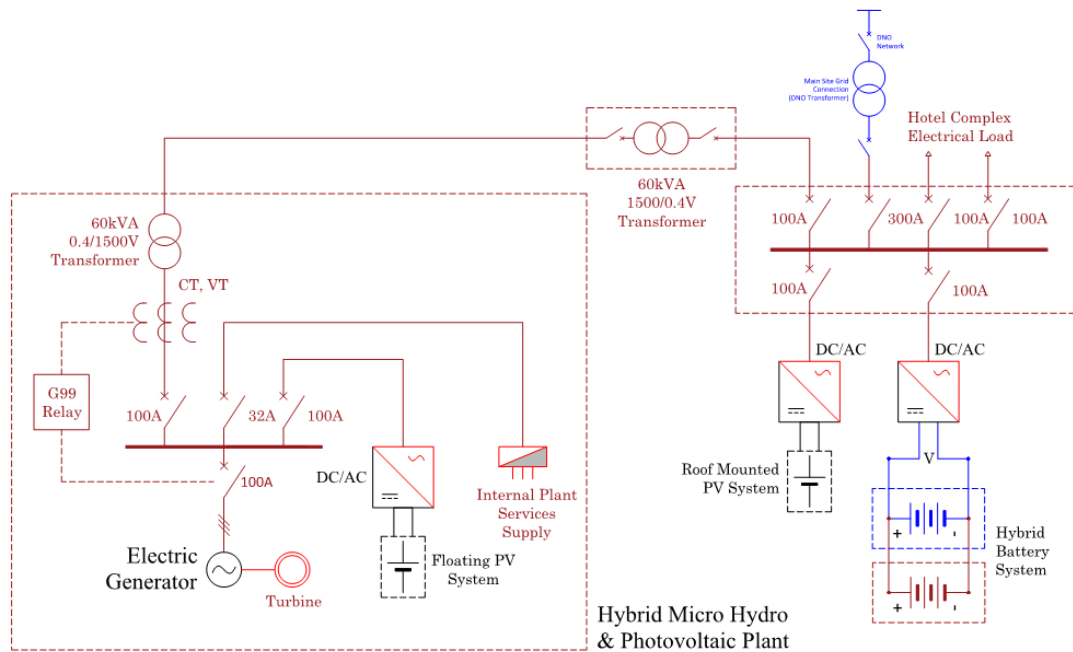 DNO
Network
Main Site Grid
Connection
(DNO Transformer)
Hotel Complex
Electrical Load
60kVA
1500/0.4V
Transformer
60kVA
0.4/1500V
Transformer
100A
300A
100A
100A
CT, VT
100A
100A
G99
Relay
100A
32A
100A
DC/AC
DC/AC
100A
DC/AC
V
Roof Mounted
PV System
Internal Plant
Services
Supply
Electric
Generator
Turbine
Floating PV
System
+
-
Hybrid
Battery
System
+
-
Hybrid Micro Hydro
& Photovoltaic Plant